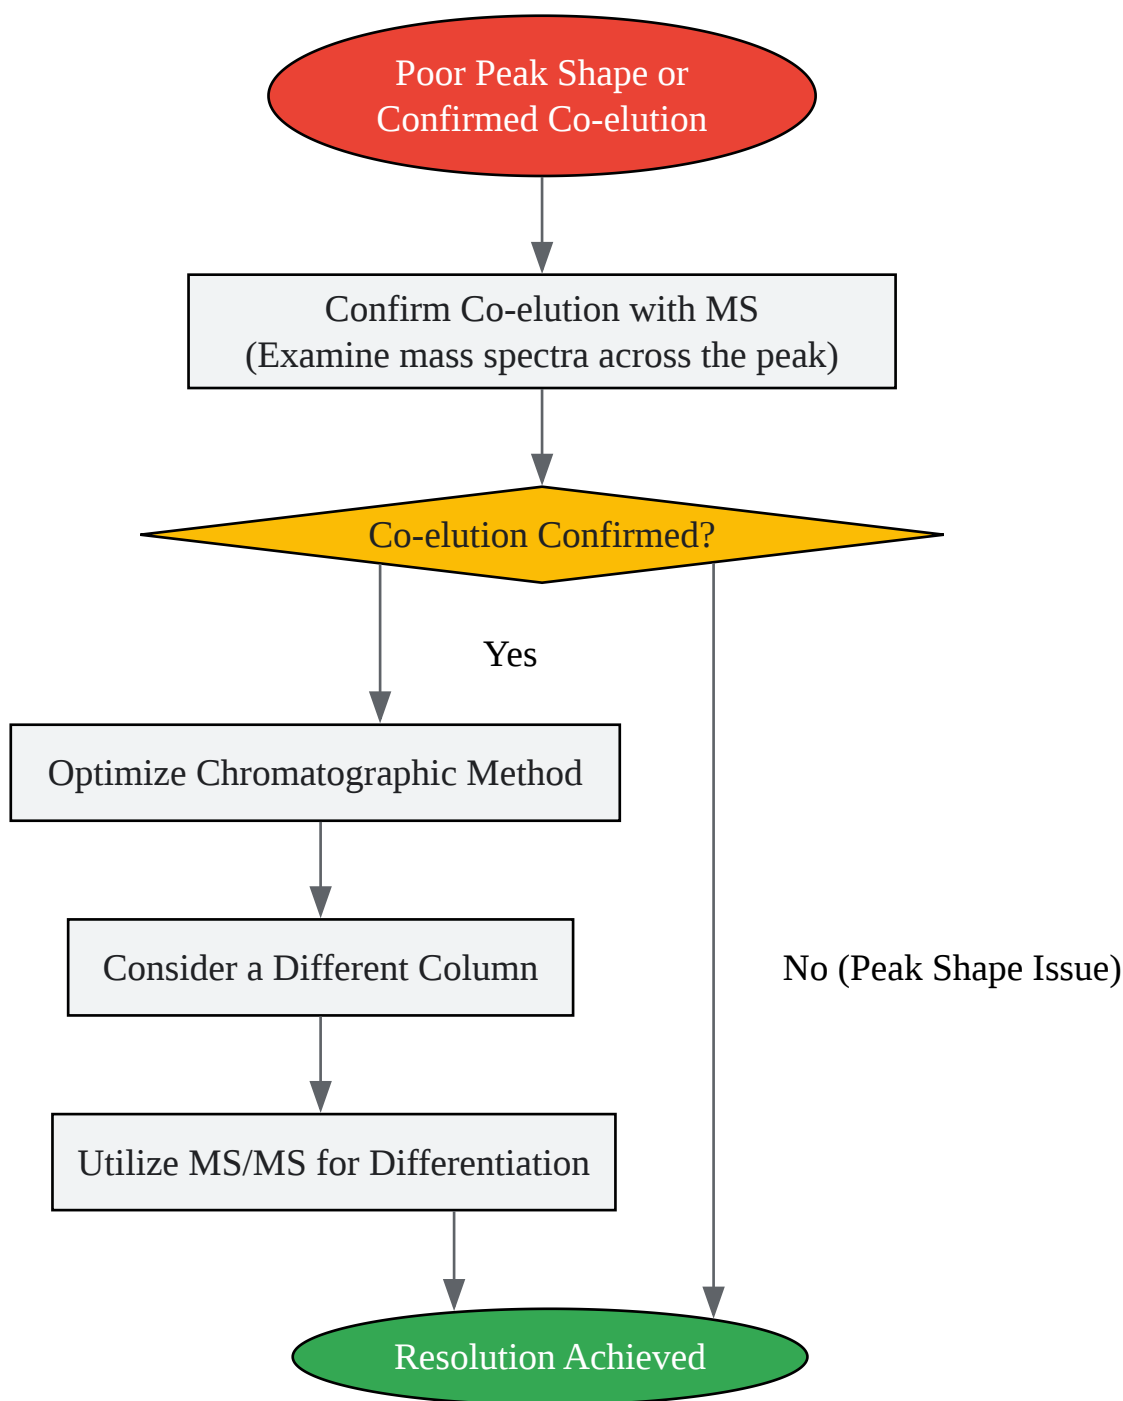 Poor Peak Shape or
Confirmed Co-elution
Confirm Co-elution with MS
(Examine mass spectra across the peak)
Co-elution Confirmed?
Yes
Optimize Chromatographic Method
Consider a Different Column
No (Peak Shape Issue)
Utilize MS/MS for Differentiation
Resolution Achieved